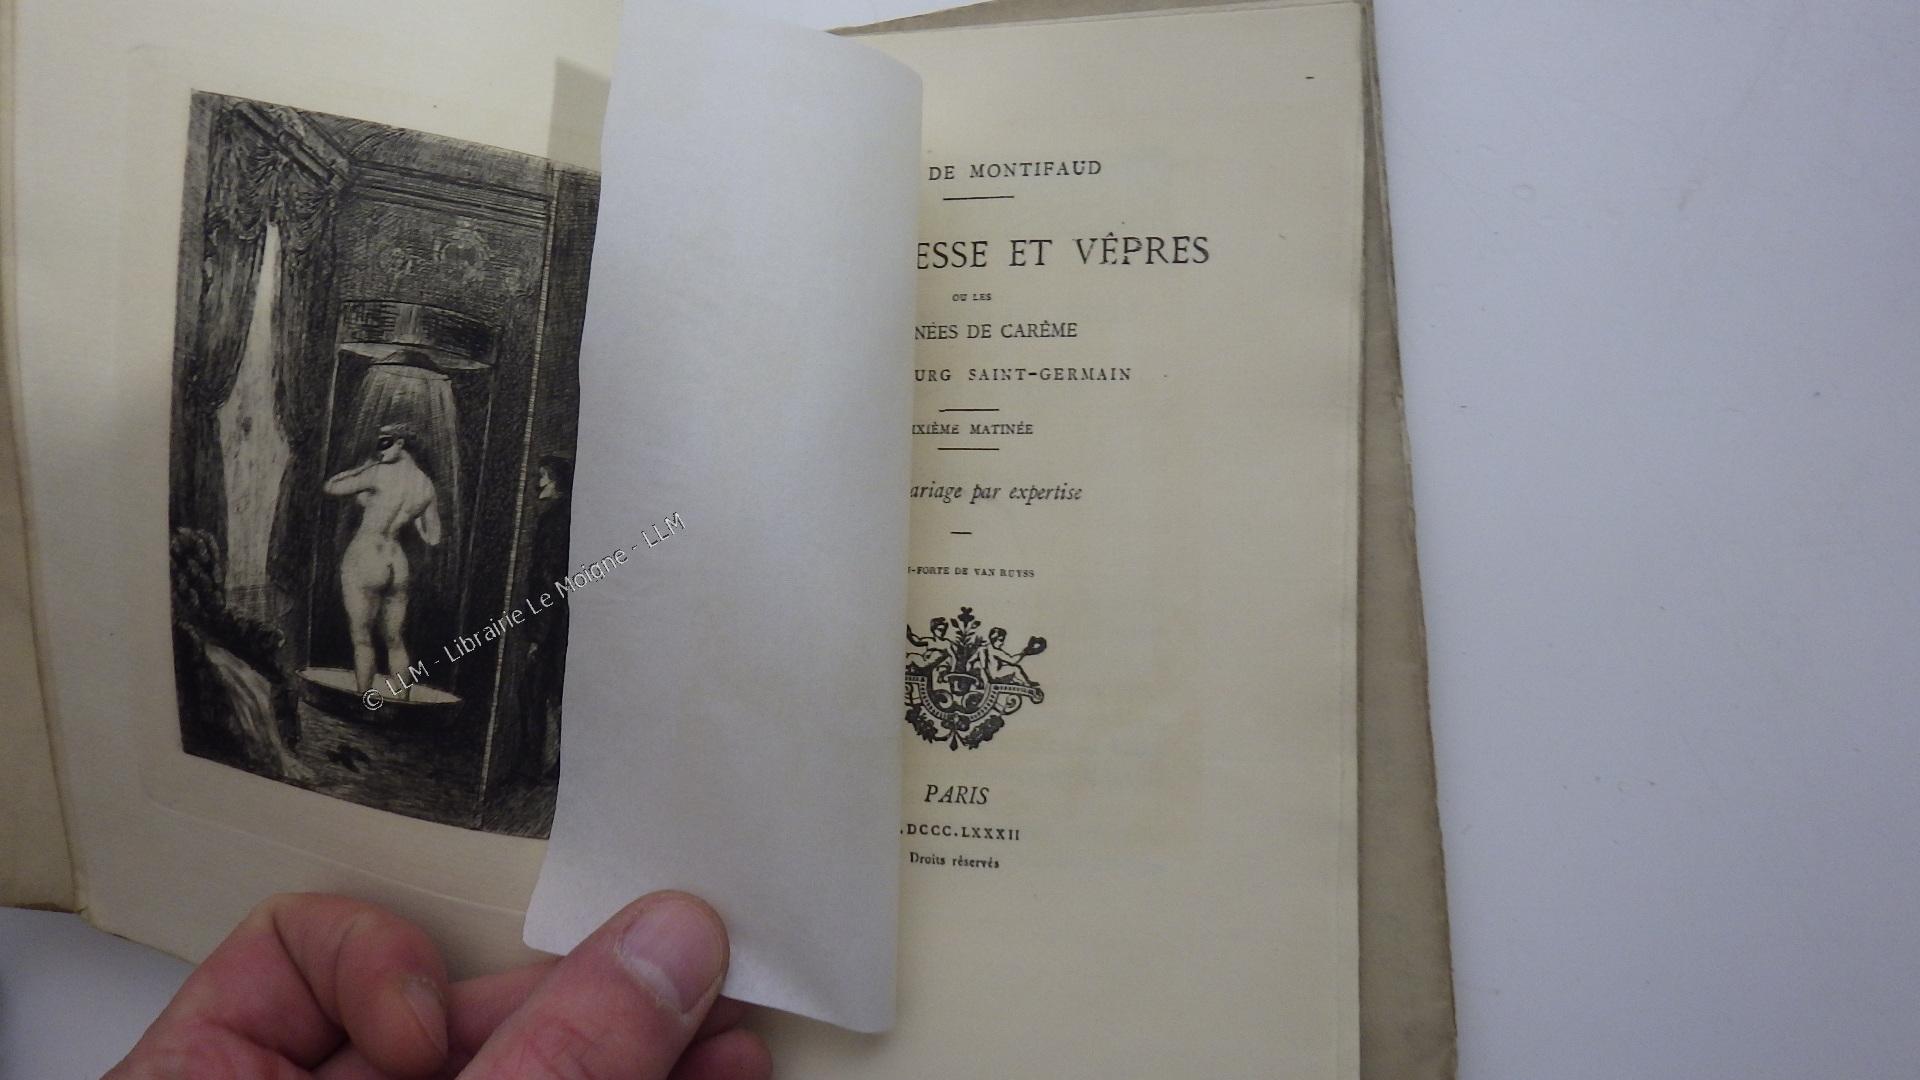 DE MONTIFAUD
ESSE ET VÊPRES
OU LES
NÉES DE CARÊME
URG SAINT-GERMAIN
IXIÈME MATINÉE
ariage par expertise
-FORTE DE VAN RUYSS
PARIS
.DCCC.LXXXII
Droits réservés
© LLM - Librairie Le Moigne - LLM